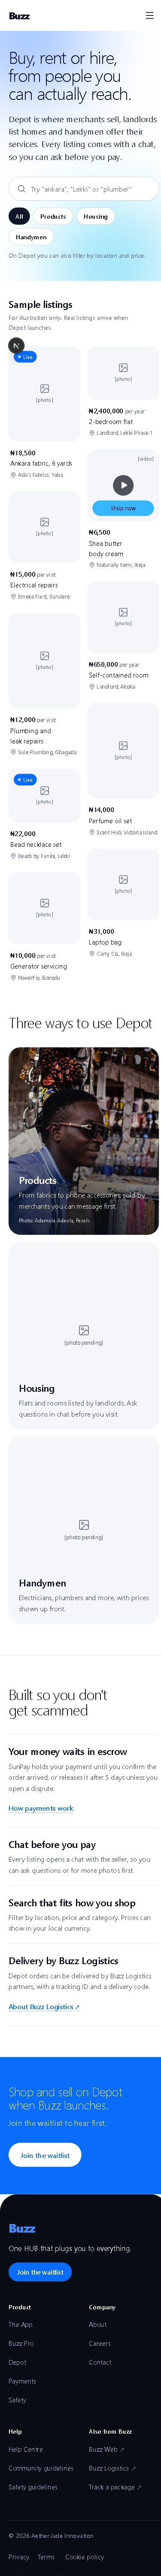 Buzz
Buy, rent or hire,
from people you
can actually reach.
Depot is where merchants sell, landlords
list homes and handymen offer their
services. Every listing comes with a chat,
so you can ask before you pay.
Try "ankara", "Lekki" or "plumber"
All
Products
Housing
Handymen
On Depot you can also filter by location and price.
Sample listings
For illustration only. Real listings arrive when
Depot launches.
N
Live
[photo]
₦18,500
Ankara fabric, 6 yards
Ada's Fabrics, Yaba
[photo]
₦15,000 per visit
Electrical repairs
Emeka Fix-It, Surulere
[photo]
₦12,000 per visit
Plumbing and
leak repairs
Sule Plumbing, Gbagada
Live
[photo]
₦22,000
Bead necklace set
Beads by Funke, Lekki
[photo]
₦10,000 per visit
Generator servicing
PowerFix, Ikorodu
[photo]
₦2,400,000 per year
2-bedroom flat
Landlord, Lekki Phase 1
[video]
Shop now
₦6,500
Shea butter
body cream
Naturally Yemi, Ikeja
[photo]
₦650,000 per year
Self-contained room
Landlord, Akoka
[photo]
₦14,000
Perfume oil set
Scent Hub, Victoria Island
[photo]
₦31,000
Laptop bag
Carry Co, Ikeja
Three ways to use Depot
Products
From fabrics to phone accessories, sold by
merchants you can message first.
Photo: Ademola Adeola, Pexels
[photo pending]
Housing
Flats and rooms listed by landlords. Ask
questions in chat before you visit.
[photo pending]
Handymen
Electricians, plumbers and more, with prices
shown up front.
Built so you don't
get scammed
Your money waits in escrow
SunPay holds your payment until you confirm the
order arrived, or releases it after 5 days unless you
open a dispute.
How payments work
Chat before you pay
Every listing opens a chat with the seller, so you
can ask questions or for more photos first.
Search that fits how you shop
Filter by location, price and category. Prices can
show in your local currency.
Delivery by Buzz Logistics
Depot orders can be delivered by Buzz Logistics
partners, with a tracking ID and a delivery code.
About Buzz Logistics ↗
Shop and sell on Depot
when Buzz launches.
Join the waitlist to hear first.
Join the waitlist
Buzz
One HUB that plugs you to everything.
Join the waitlist
Product
The App
Buzz Pro
Depot
Payments
Safety
Company
About
Careers
Contact
Help
Help Centre
Community guidelines
Safety guidelines
Also from Buzz
Buzz Web ↗
Buzz Logistics ↗
Track a package ↗
© 2026 Aether Jade Innovation
Privacy Terms Cookie policy